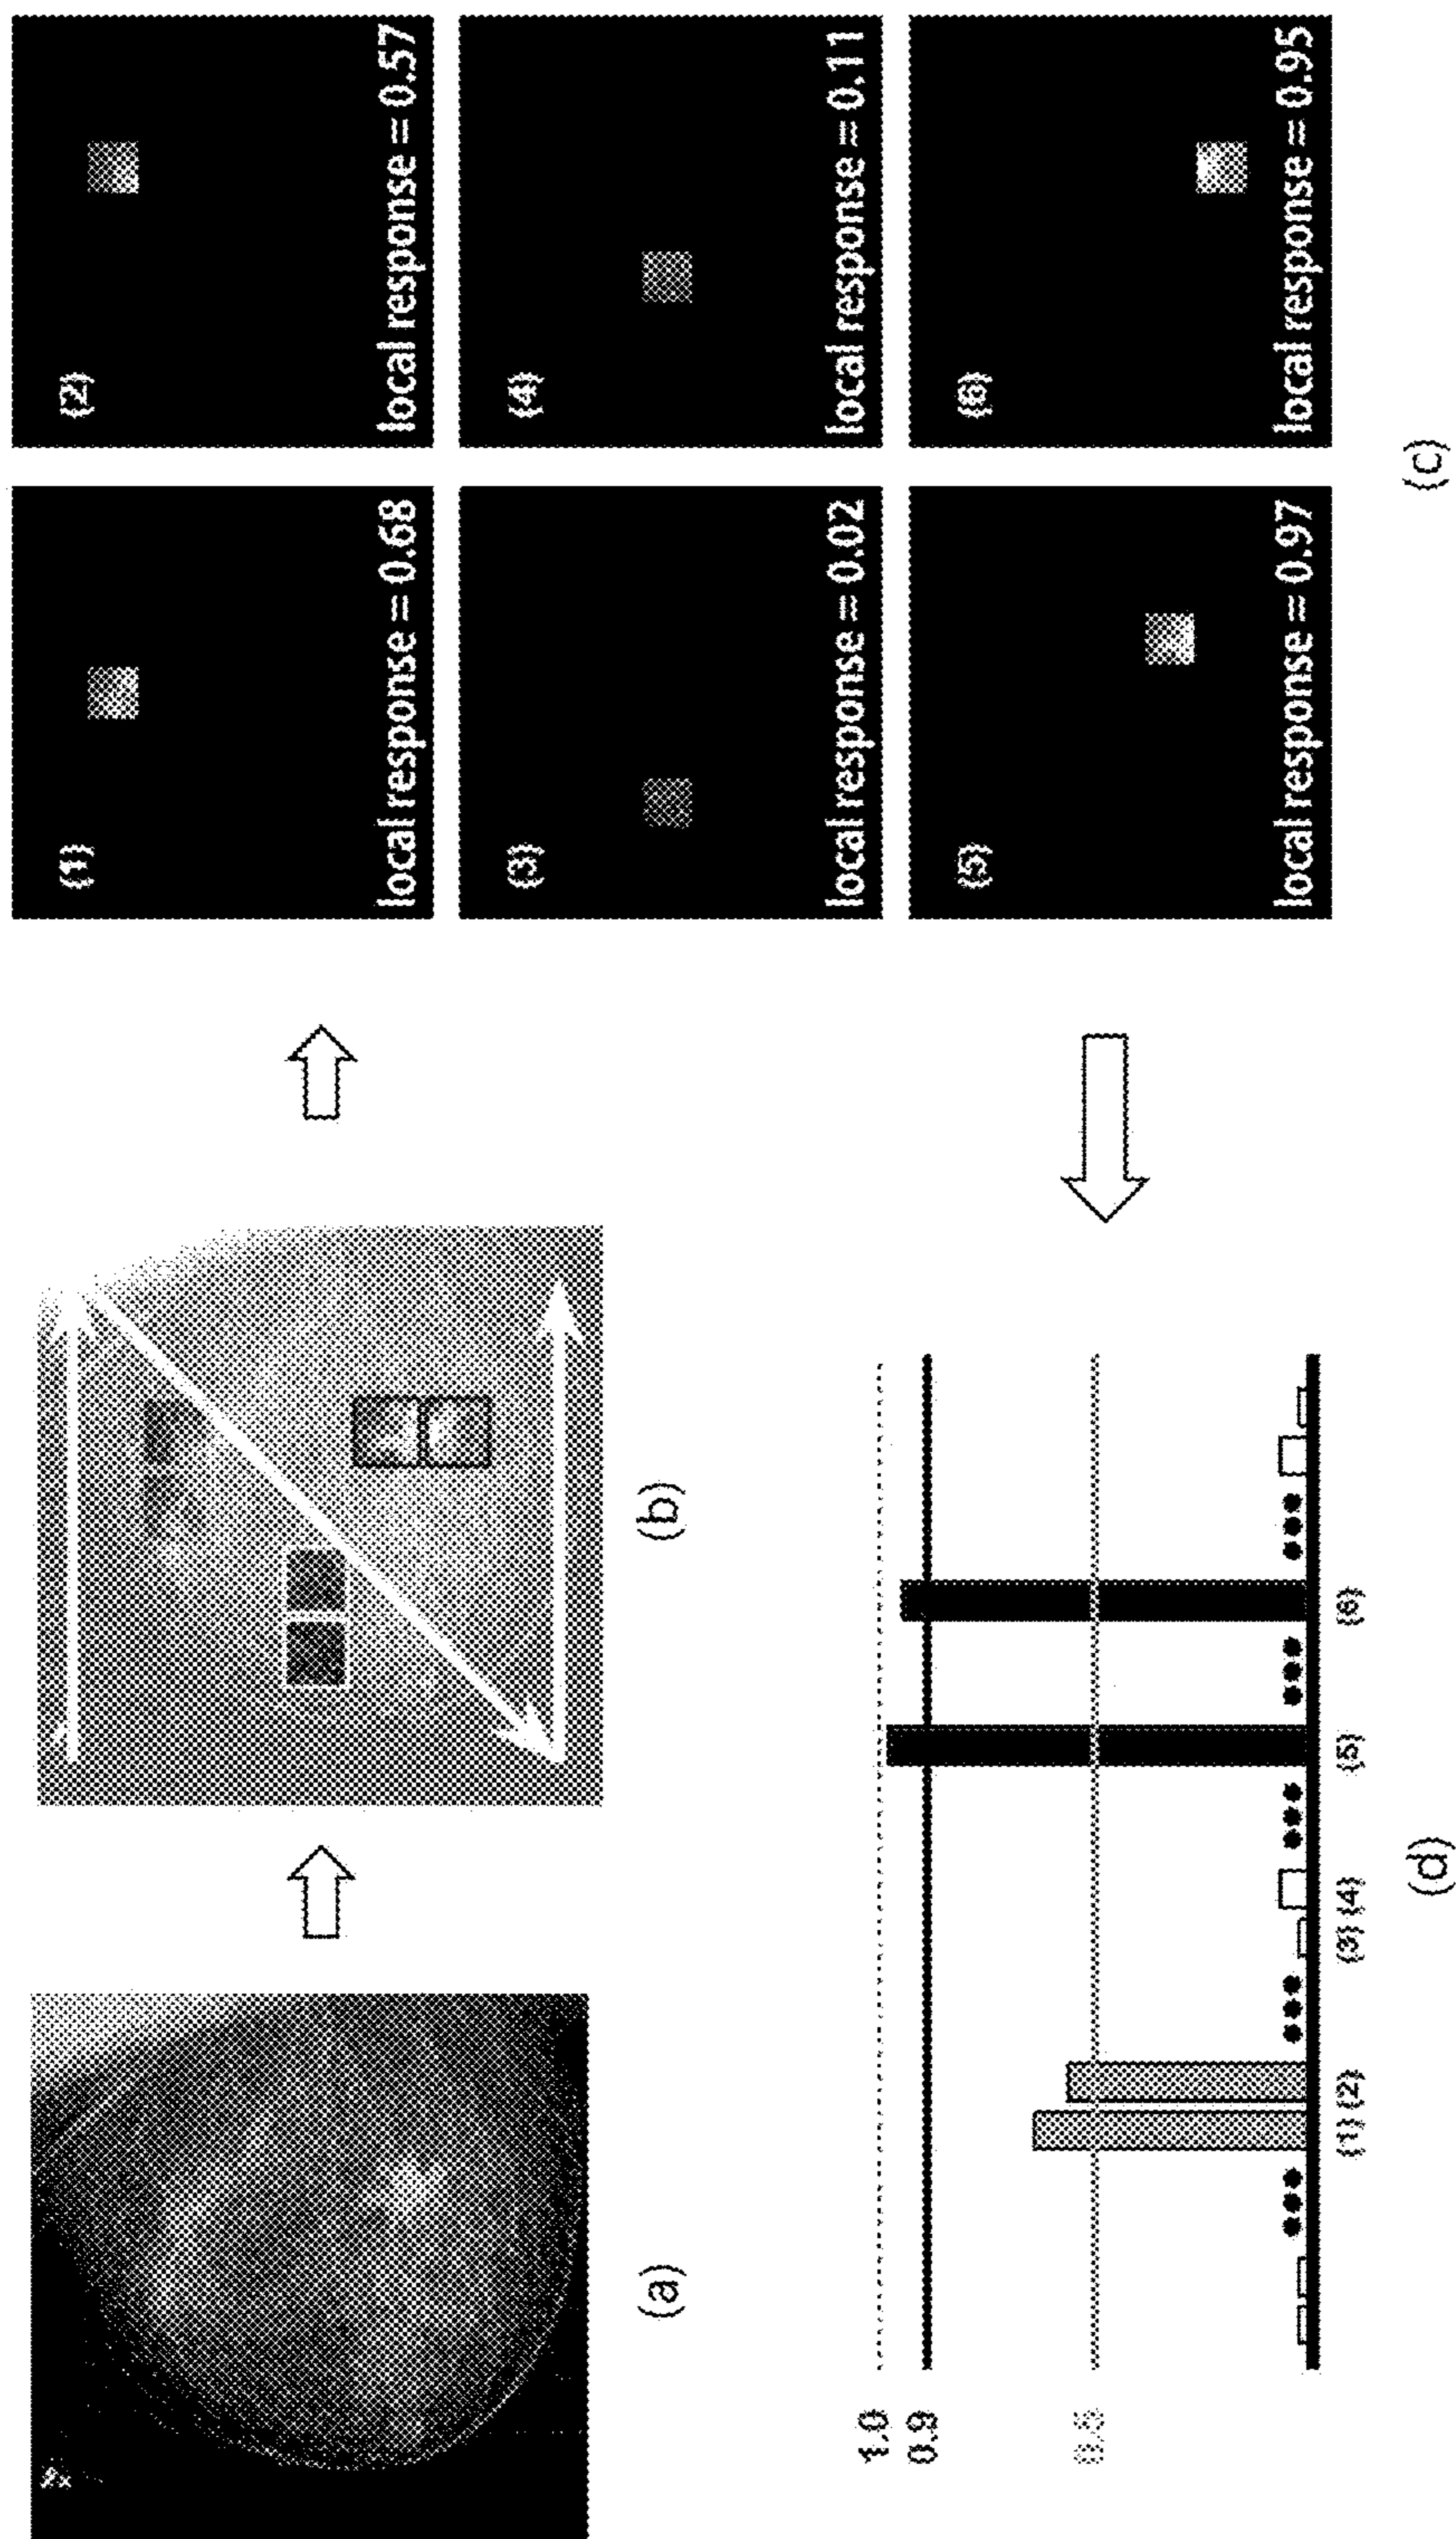 (a)
(b)
(1)
local response = 0.68
(2)
local response = 0.57
(3)
local response = 0.02
(4)
local response = 0.11
(5)
local response = 0.97
(6)
local response = 0.95
(c)
1.0
0.9
0.5
(1) (2) (3) (4) (5) (6)
(d)